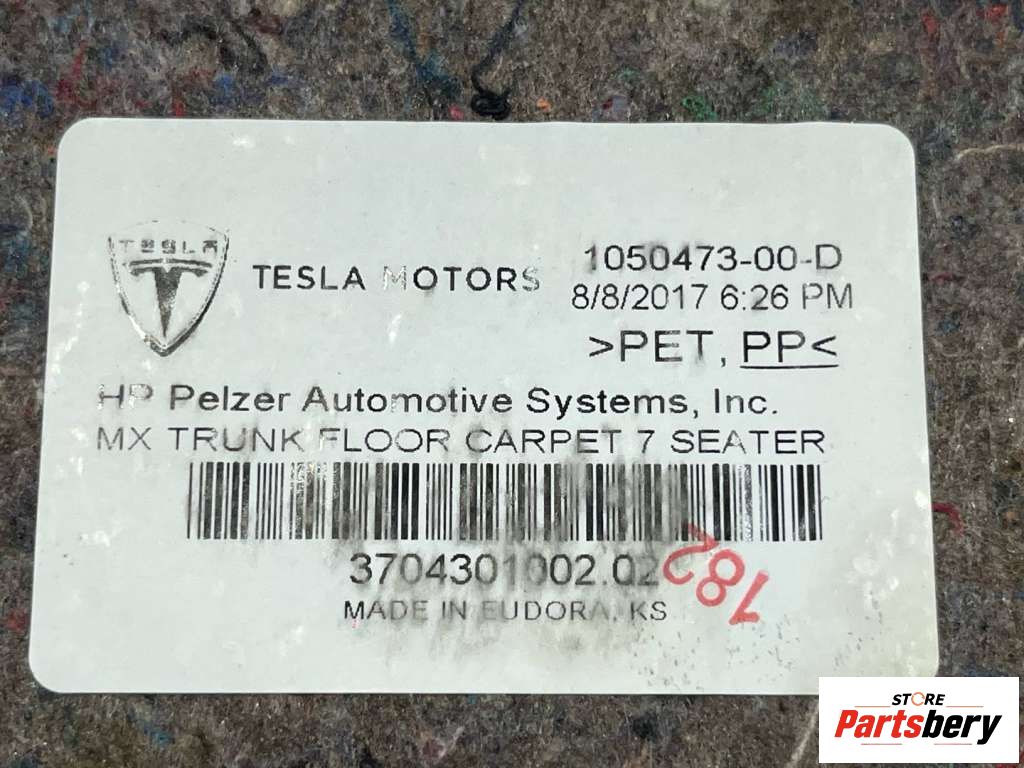 TESLA
TESLA MOTORS
1050473-00-D
8/8/2017 6:26 PM
>PET, PP<
HP Pelzer Automotive Systems, Inc.
MX TRUNK FLOOR CARPET 7 SEATER
3704301002.02
182
MADE IN EUDORA, KS
STORE
Partsbery